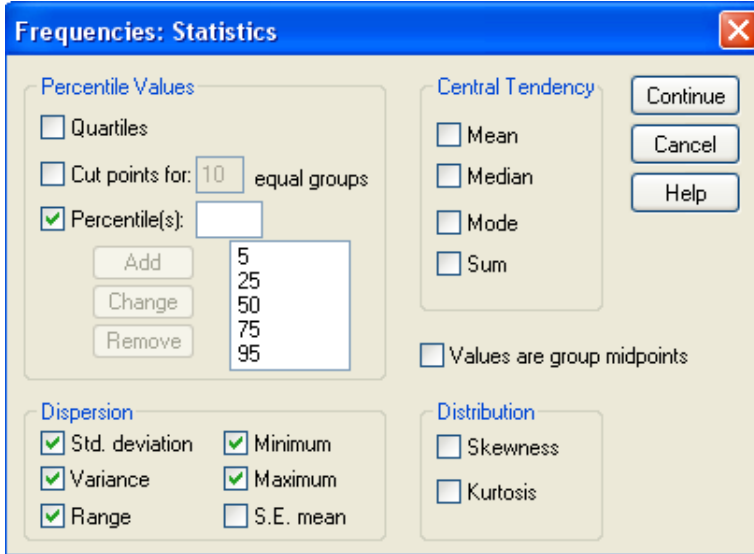 Frequencies: Statistics
Percentile Values
Quartiles
Cut points for: 10 equal groups
Percentile(s):
Add
Change
Remove
5
25
50
75
95
Central Tendency
Mean
Median
Mode
Sum
Continue
Cancel
Help
Values are group midpoints
Dispersion
Std. deviation
Minimum
Variance
Maximum
Range
S.E. mean
Distribution
Skewness
Kurtosis